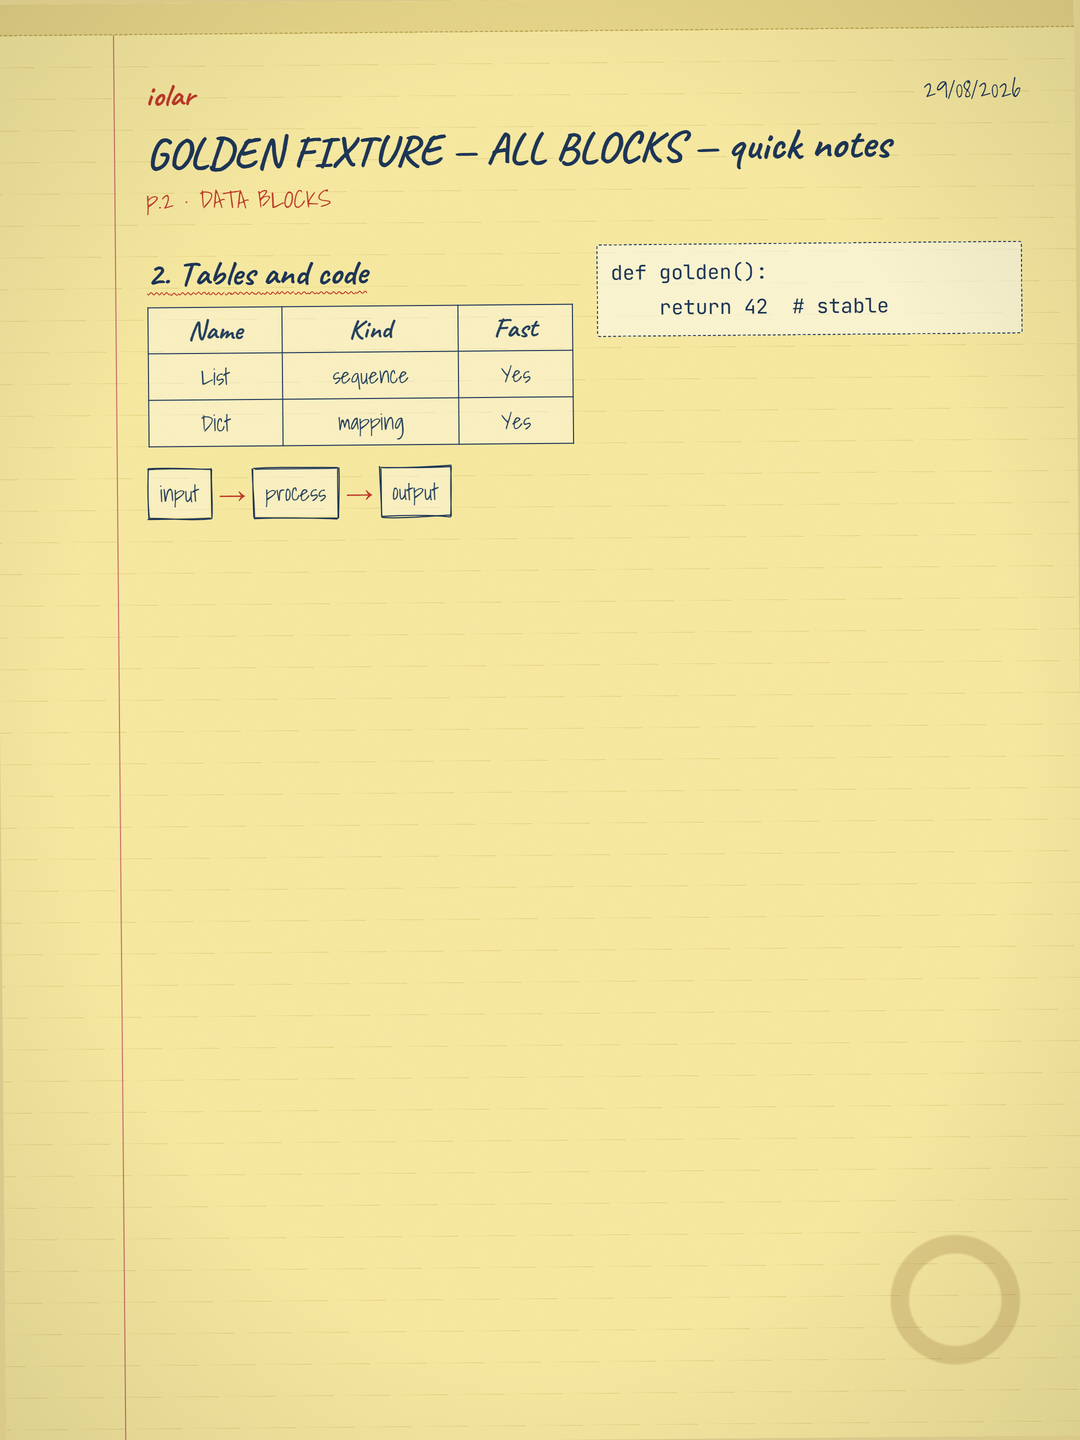 iolar
29/08/2026
GOLDEN FIXTURE – ALL BLOCKS – quick notes
P.2 · DATA BLOCKS
2. Tables and code
Name Kind Fast
List sequence Yes
Dict mapping Yes
input → process → output
def golden():
    return 42  # stable